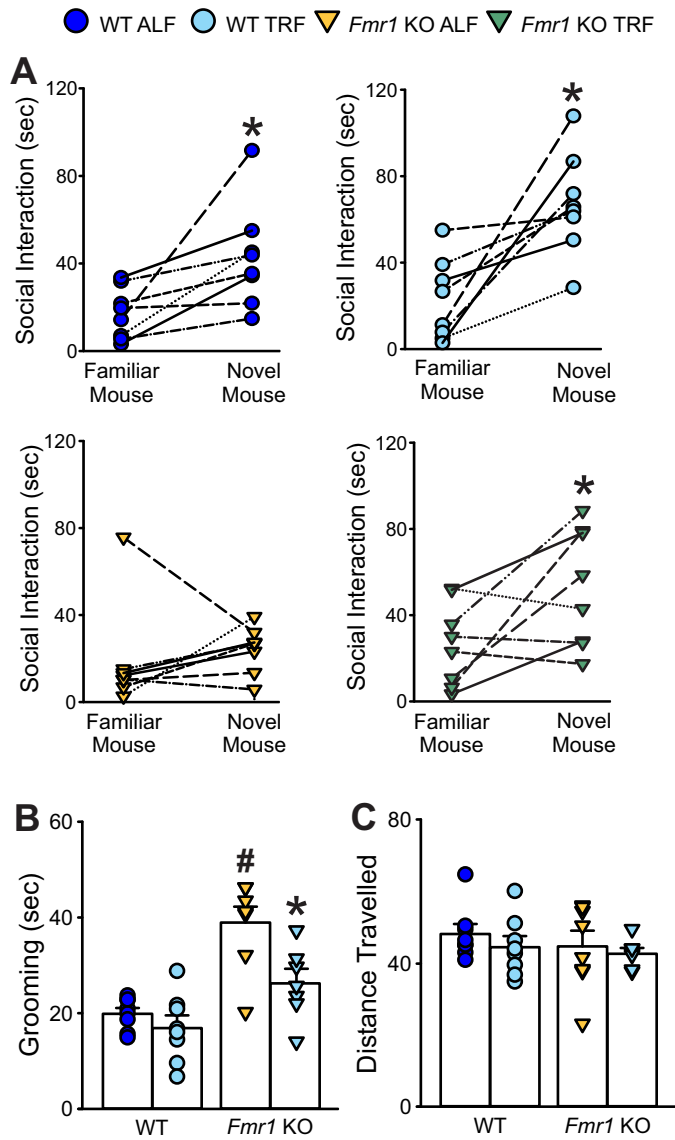 WT ALF WT TRF Fmr1 KO ALF Fmr1 KO TRF
A
120
80
40
0
Social Interaction (sec)
*
Familiar Mouse
Novel Mouse
120
80
40
0
Social Interaction (sec)
*
Familiar Mouse
Novel Mouse
120
80
40
0
Social Interaction (sec)
Familiar Mouse
Novel Mouse
120
80
40
0
Social Interaction (sec)
*
Familiar Mouse
Novel Mouse
B
60
40
20
0
Grooming (sec)
#
*
WT
Fmr1 KO
C
80
40
0
Distance Travelled
WT
Fmr1 KO